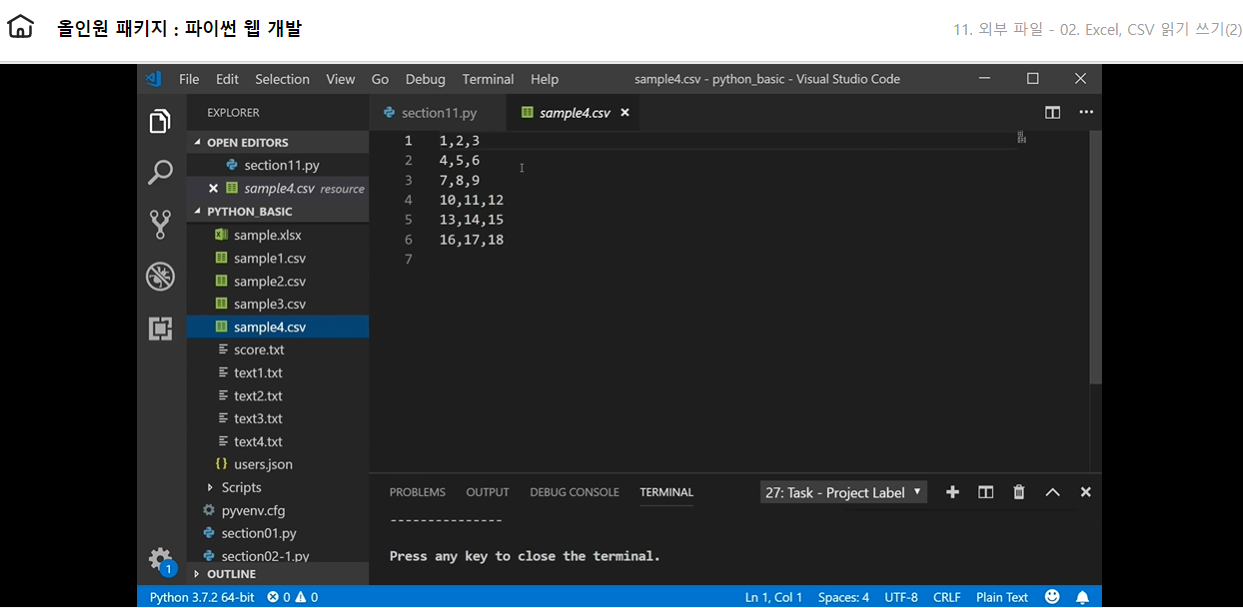 올인원 패키지 : 파이썬 웹 개발
11. 외부 파일 - 02. Excel, CSV 읽기 쓰기(2)
File Edit Selection View Go Debug Terminal Help
sample4.csv - python_basic - Visual Studio Code
EXPLORER
OPEN EDITORS
section11.py
sample4.csv resource
PYTHON_BASIC
sample.xlsx
sample1.csv
sample2.csv
sample3.csv
sample4.csv
score.txt
text1.txt
text2.txt
text3.txt
text4.txt
users.json
Scripts
pyvenv.cfg
section01.py
section02-1.py
OUTLINE
section11.py sample4.csv
1 1,2,3
2 4,5,6
3 7,8,9
4 10,11,12
5 13,14,15
6 16,17,18
7
PROBLEMS OUTPUT DEBUG CONSOLE TERMINAL
27: Task - Project Label
---------------
Press any key to close the terminal.
1
Python 3.7.2 64-bit 0 0
Ln 1, Col 1 Spaces: 4 UTF-8 CRLF Plain Text